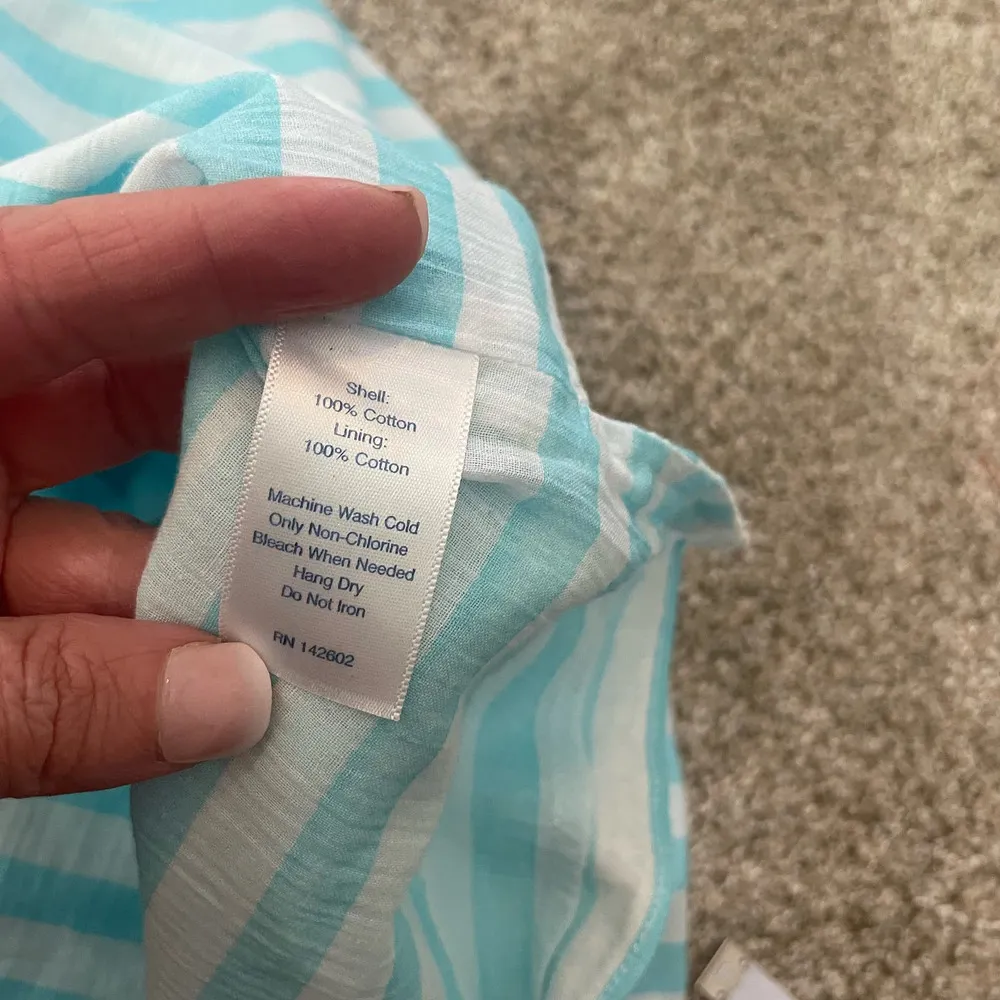 Shell:
100% Cotton
Lining:
100% Cotton
Machine Wash Cold
Only Non-Chlorine
Bleach When Needed
Hang Dry
Do Not Iron
RN 142602